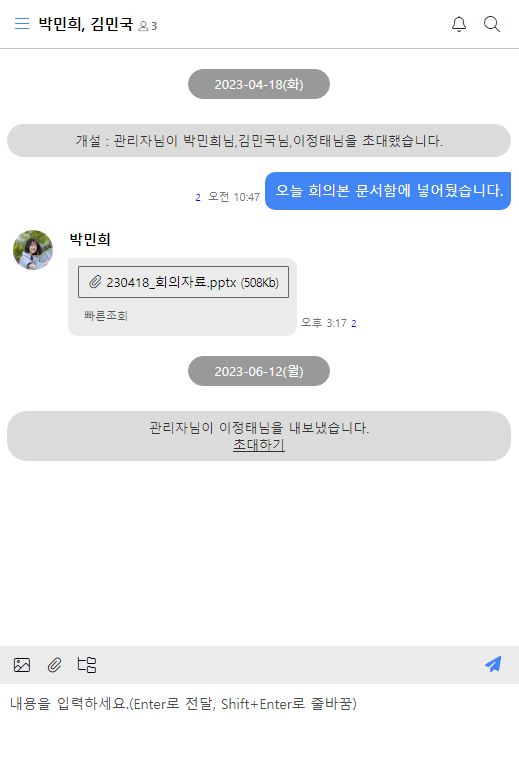 박민희, 김민국 3
2023-04-18(화)
개설 : 관리자님이 박민희님,김민국님,이정태님을 초대했습니다.
2 오전 10:47 오늘 회의본 문서함에 넣어뒀습니다.
박민희
230418_회의자료.pptx (508Kb)
빠른조회
오후 3:17 2
2023-06-12(월)
관리자님이 이정태님을 내보냈습니다.
초대하기
내용을 입력하세요.(Enter로 전달, Shift+Enter로 줄바꿈)